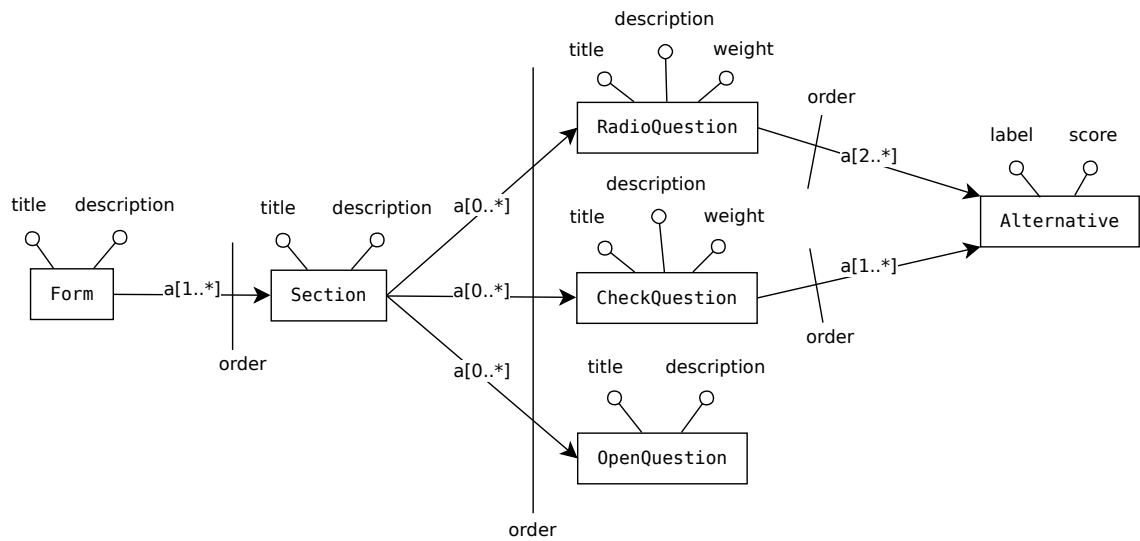 description
title
weight
RadioQuestion
order
a[2..*]
label
score
Alternative
description
title
weight
CheckQuestion
a[1..*]
order
title
description
Form
a[1..*]
order
title
description
Section
a[0..*]
a[0..*]
a[0..*]
title
description
OpenQuestion
order